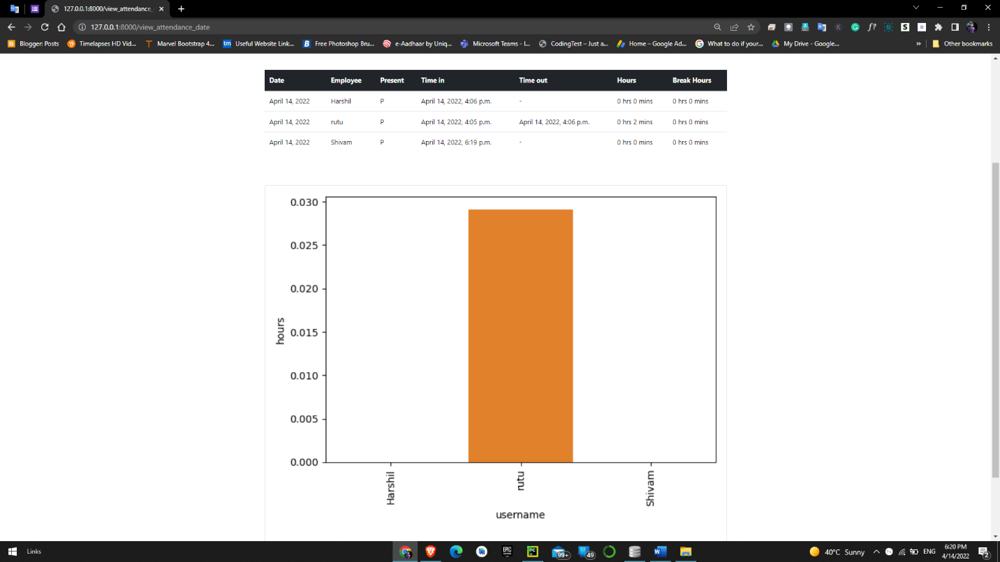 127.0.0.1:8000/view_attendance_
127.0.0.1:8000/view_attendance_date
Blogger: Posts Timelapses HD Vid... Marvel Bootstrap 4... tm Useful Website Link... B Free Photoshop Bru... e-Aadhaar by Uniq... Microsoft Teams - I... CodingTest – Just a... Home – Google Ad... What to do if your... My Drive - Google... » Other bookmarks
Date Employee Present Time in Time out Hours Break Hours
April 14, 2022 Harshil P April 14, 2022, 4:06 p.m. - 0 hrs 0 mins 0 hrs 0 mins
April 14, 2022 rutu P April 14, 2022, 4:05 p.m. April 14, 2022, 4:06 p.m. 0 hrs 2 mins 0 hrs 0 mins
April 14, 2022 Shivam P April 14, 2022, 6:19 p.m. - 0 hrs 0 mins 0 hrs 0 mins
0.030
0.025
0.020
0.015
0.010
0.005
0.000
hours
Harshil rutu Shivam
username
Links 99+ 49 40°C Sunny ENG 6:20 PM
4/14/2022 2